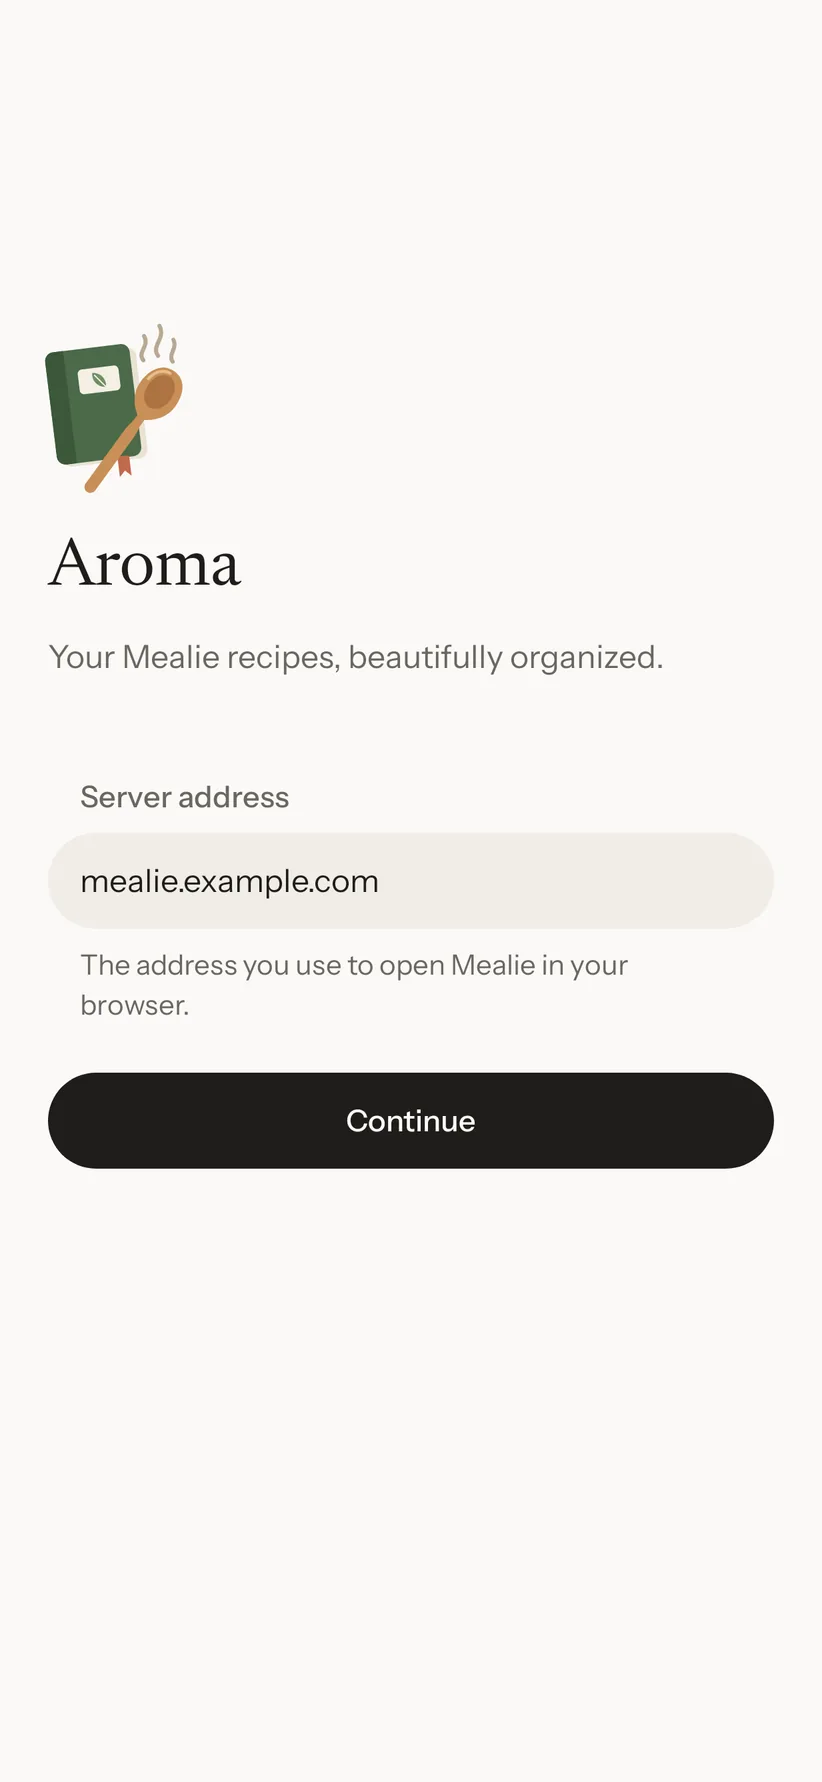 Aroma
Your Mealie recipes, beautifully organized.
Server address
mealie.example.com
The address you use to open Mealie in your
browser.
Continue